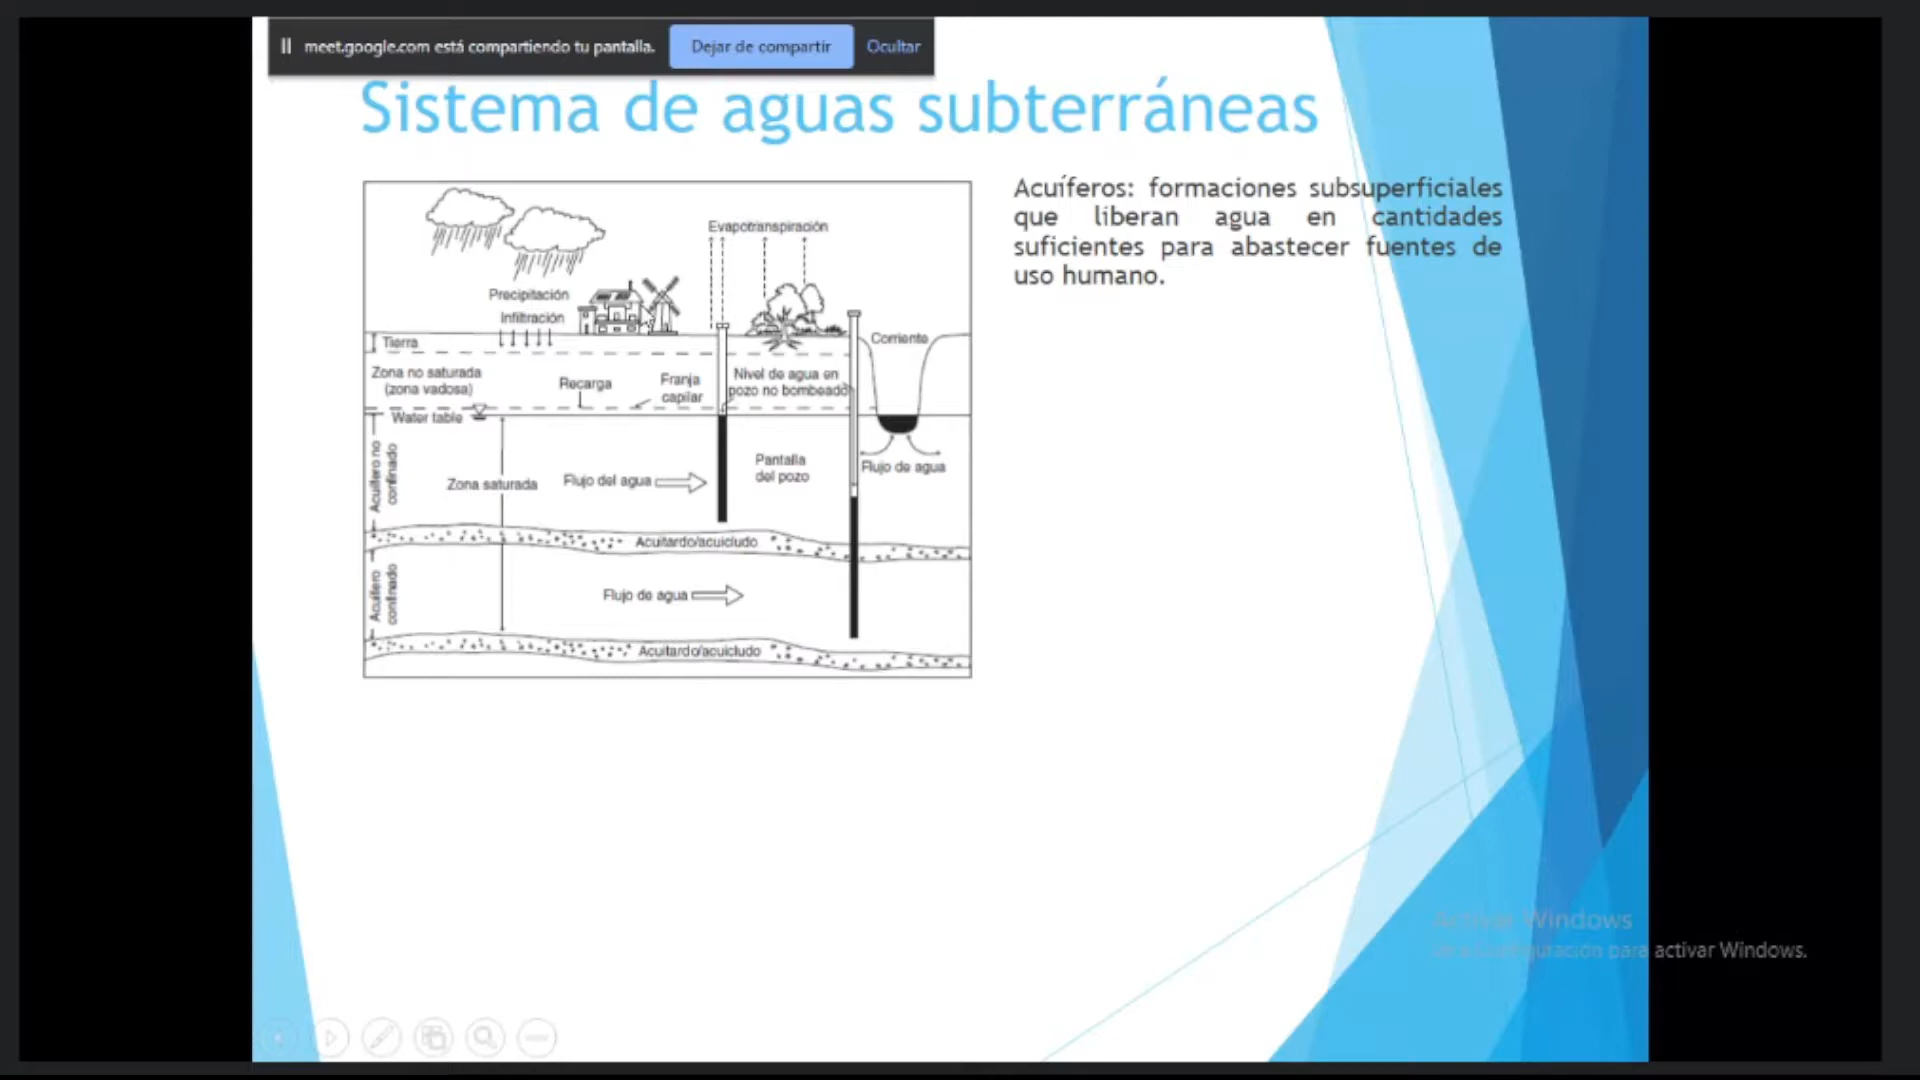 meet.google.com está compartiendo tu pantalla.
Dejar de compartir
Ocultar
Sistema de aguas subterráneas
Acuíferos: formaciones subsuperficiales
que liberan agua en cantidades
suficientes para abastecer fuentes de
uso humano.
Evapotranspiración
Precipitación
Infiltración
Tierra
Corriente
Zona no saturada
(zona vadosa)
Recarga
Franja
capilar
Nivel de agua en
pozo no bombeado
Water table
Acuífero no
confinado
Zona saturada
Flujo del agua
Pantalla
del pozo
Flujo de agua
Acuitardo/acuicludo
Acuífero
confinado
Flujo de agua
Acuitardo/acuicludo
Activar Windows
configuración para activar Windows.